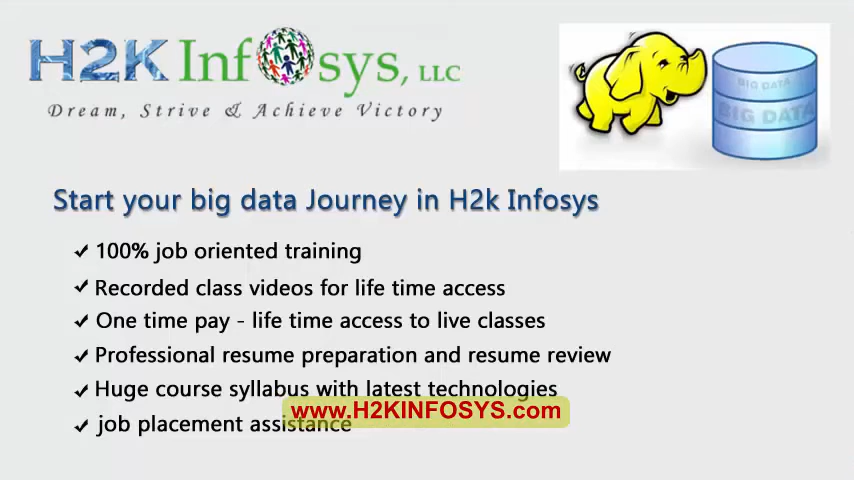 H2K Infosys, LLC
Dream, Strive & Achieve Victory
BIG DATA
BIG DATA
Start your big data Journey in H2k Infosys
✓ 100% job oriented training
✓ Recorded class videos for life time access
✓ One time pay - life time access to live classes
✓ Professional resume preparation and resume review
✓ Huge course syllabus with latest technologies
www.H2KINFOSYS.com
✓ job placement assistance